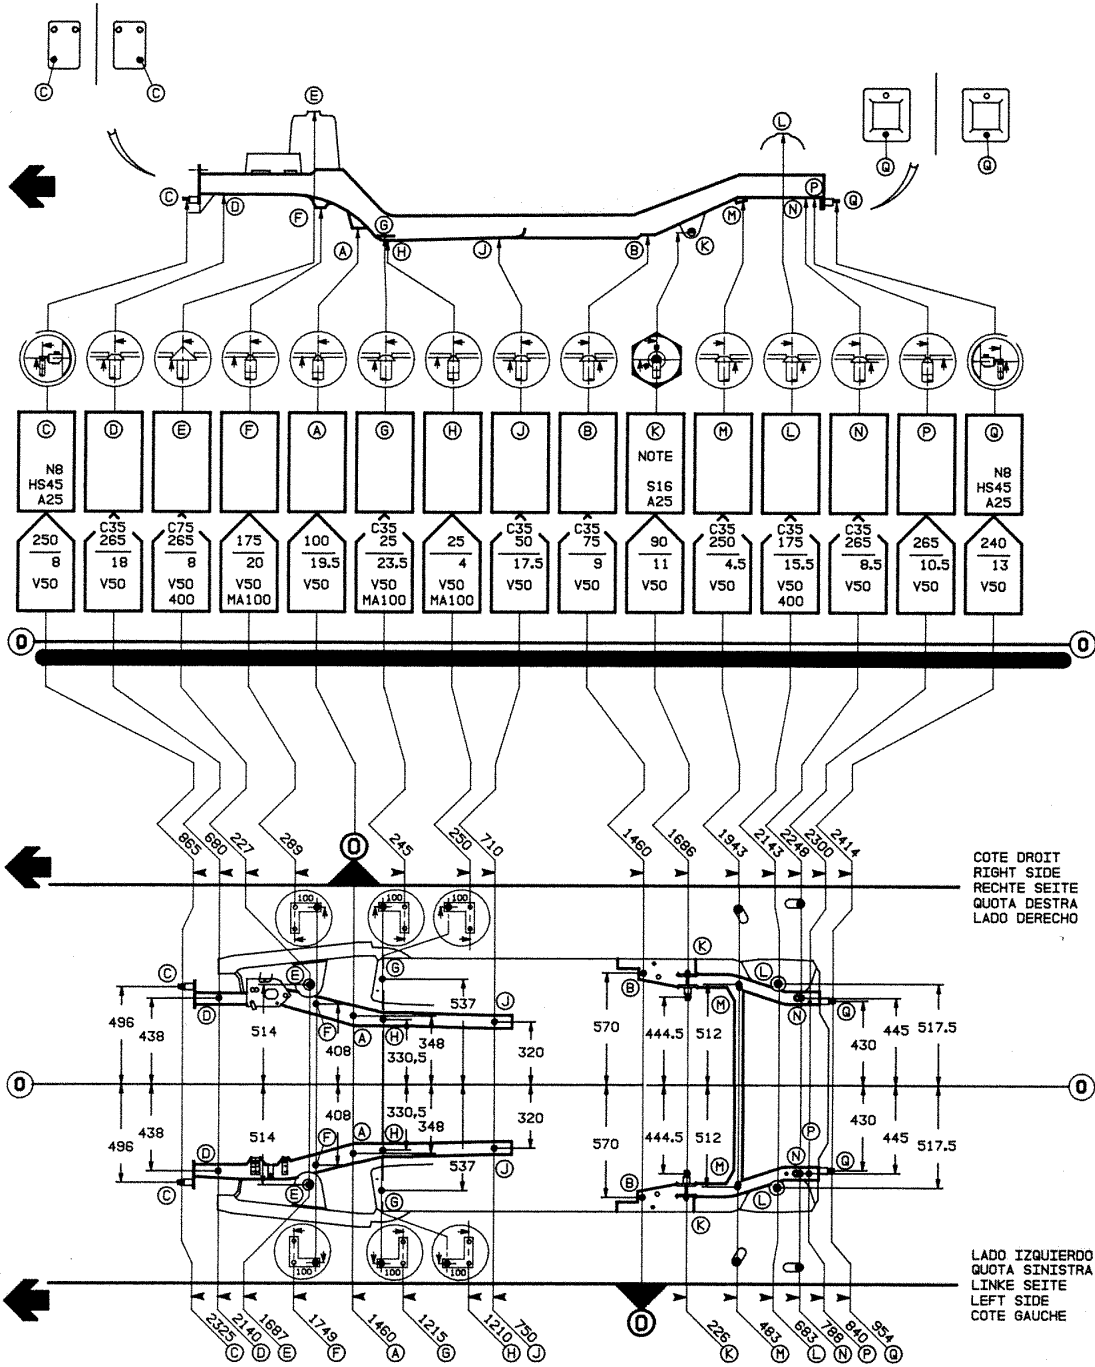 C C
E
L
Q Q
C D F A G H J B K M N P Q
C D E F A G H J B K M L N P Q
NOTE
N8 N8
HS45 S16 HS45
A25 A25 A25
C35 C75 C35 C35 C35 C35 C35 C35
250 265 265 175 100 25 25 50 75 90 250 175 265 265 240
8 18 8 20 19.5 23.5 4 17.5 9 11 4.5 15.5 8.5 10.5 13
V50 V50 V50 V50 V50 V50 V50 V50 V50 V50 V50 V50 V50 V50 V50
400 MA100 MA100 MA100 400
0 0
865 680 227 289 0 245 250 710 1460 1686 1943 2143 2248 2300 2414
COTE DROIT
RIGHT SIDE
RECHTE SEITE
QUOTA DESTRA
LADO DERECHO
100 100 100
C E G K L
D F A H J B M N Q
496 438 514 408 330,5 348 537 320 570 444.5 512 430 445 517.5
0 0
496 438 514 408 330,5 348 537 320 570 444.5 512 430 445 517.5
D F A H J M N P Q
C E G B K L
100 100 100
LADO IZQUIERDO
QUOTA SINISTRA
LINKE SEITE
LEFT SIDE
COTE GAUCHE
0
2325 2140 1687 1749 1460 1215 1210 750 226 483 683 788 840 954
C D E F A G H J K M L N P Q